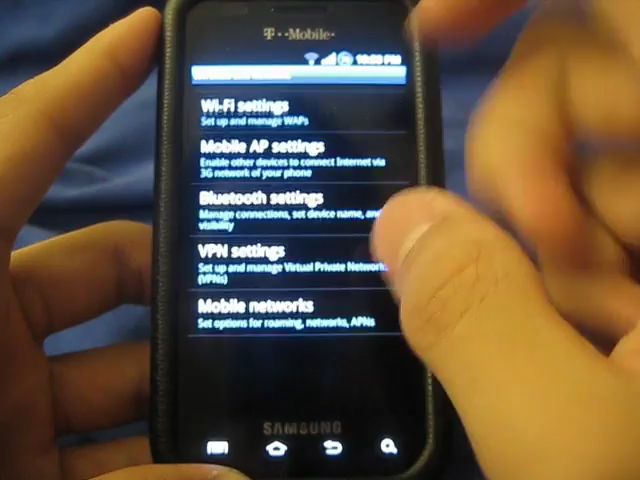 T··Mobile·
Wi-Fi settings
Set up and manage WAPs
Mobile AP settings
Enable other devices to connect Internet via
3G network of your phone
Bluetooth settings
Manage connections, set device name, and
visibility
VPN settings
Set up and manage Virtual Private Networks
(VPNs)
Mobile networks
Set options for roaming, networks, APNs
SAMSUNG